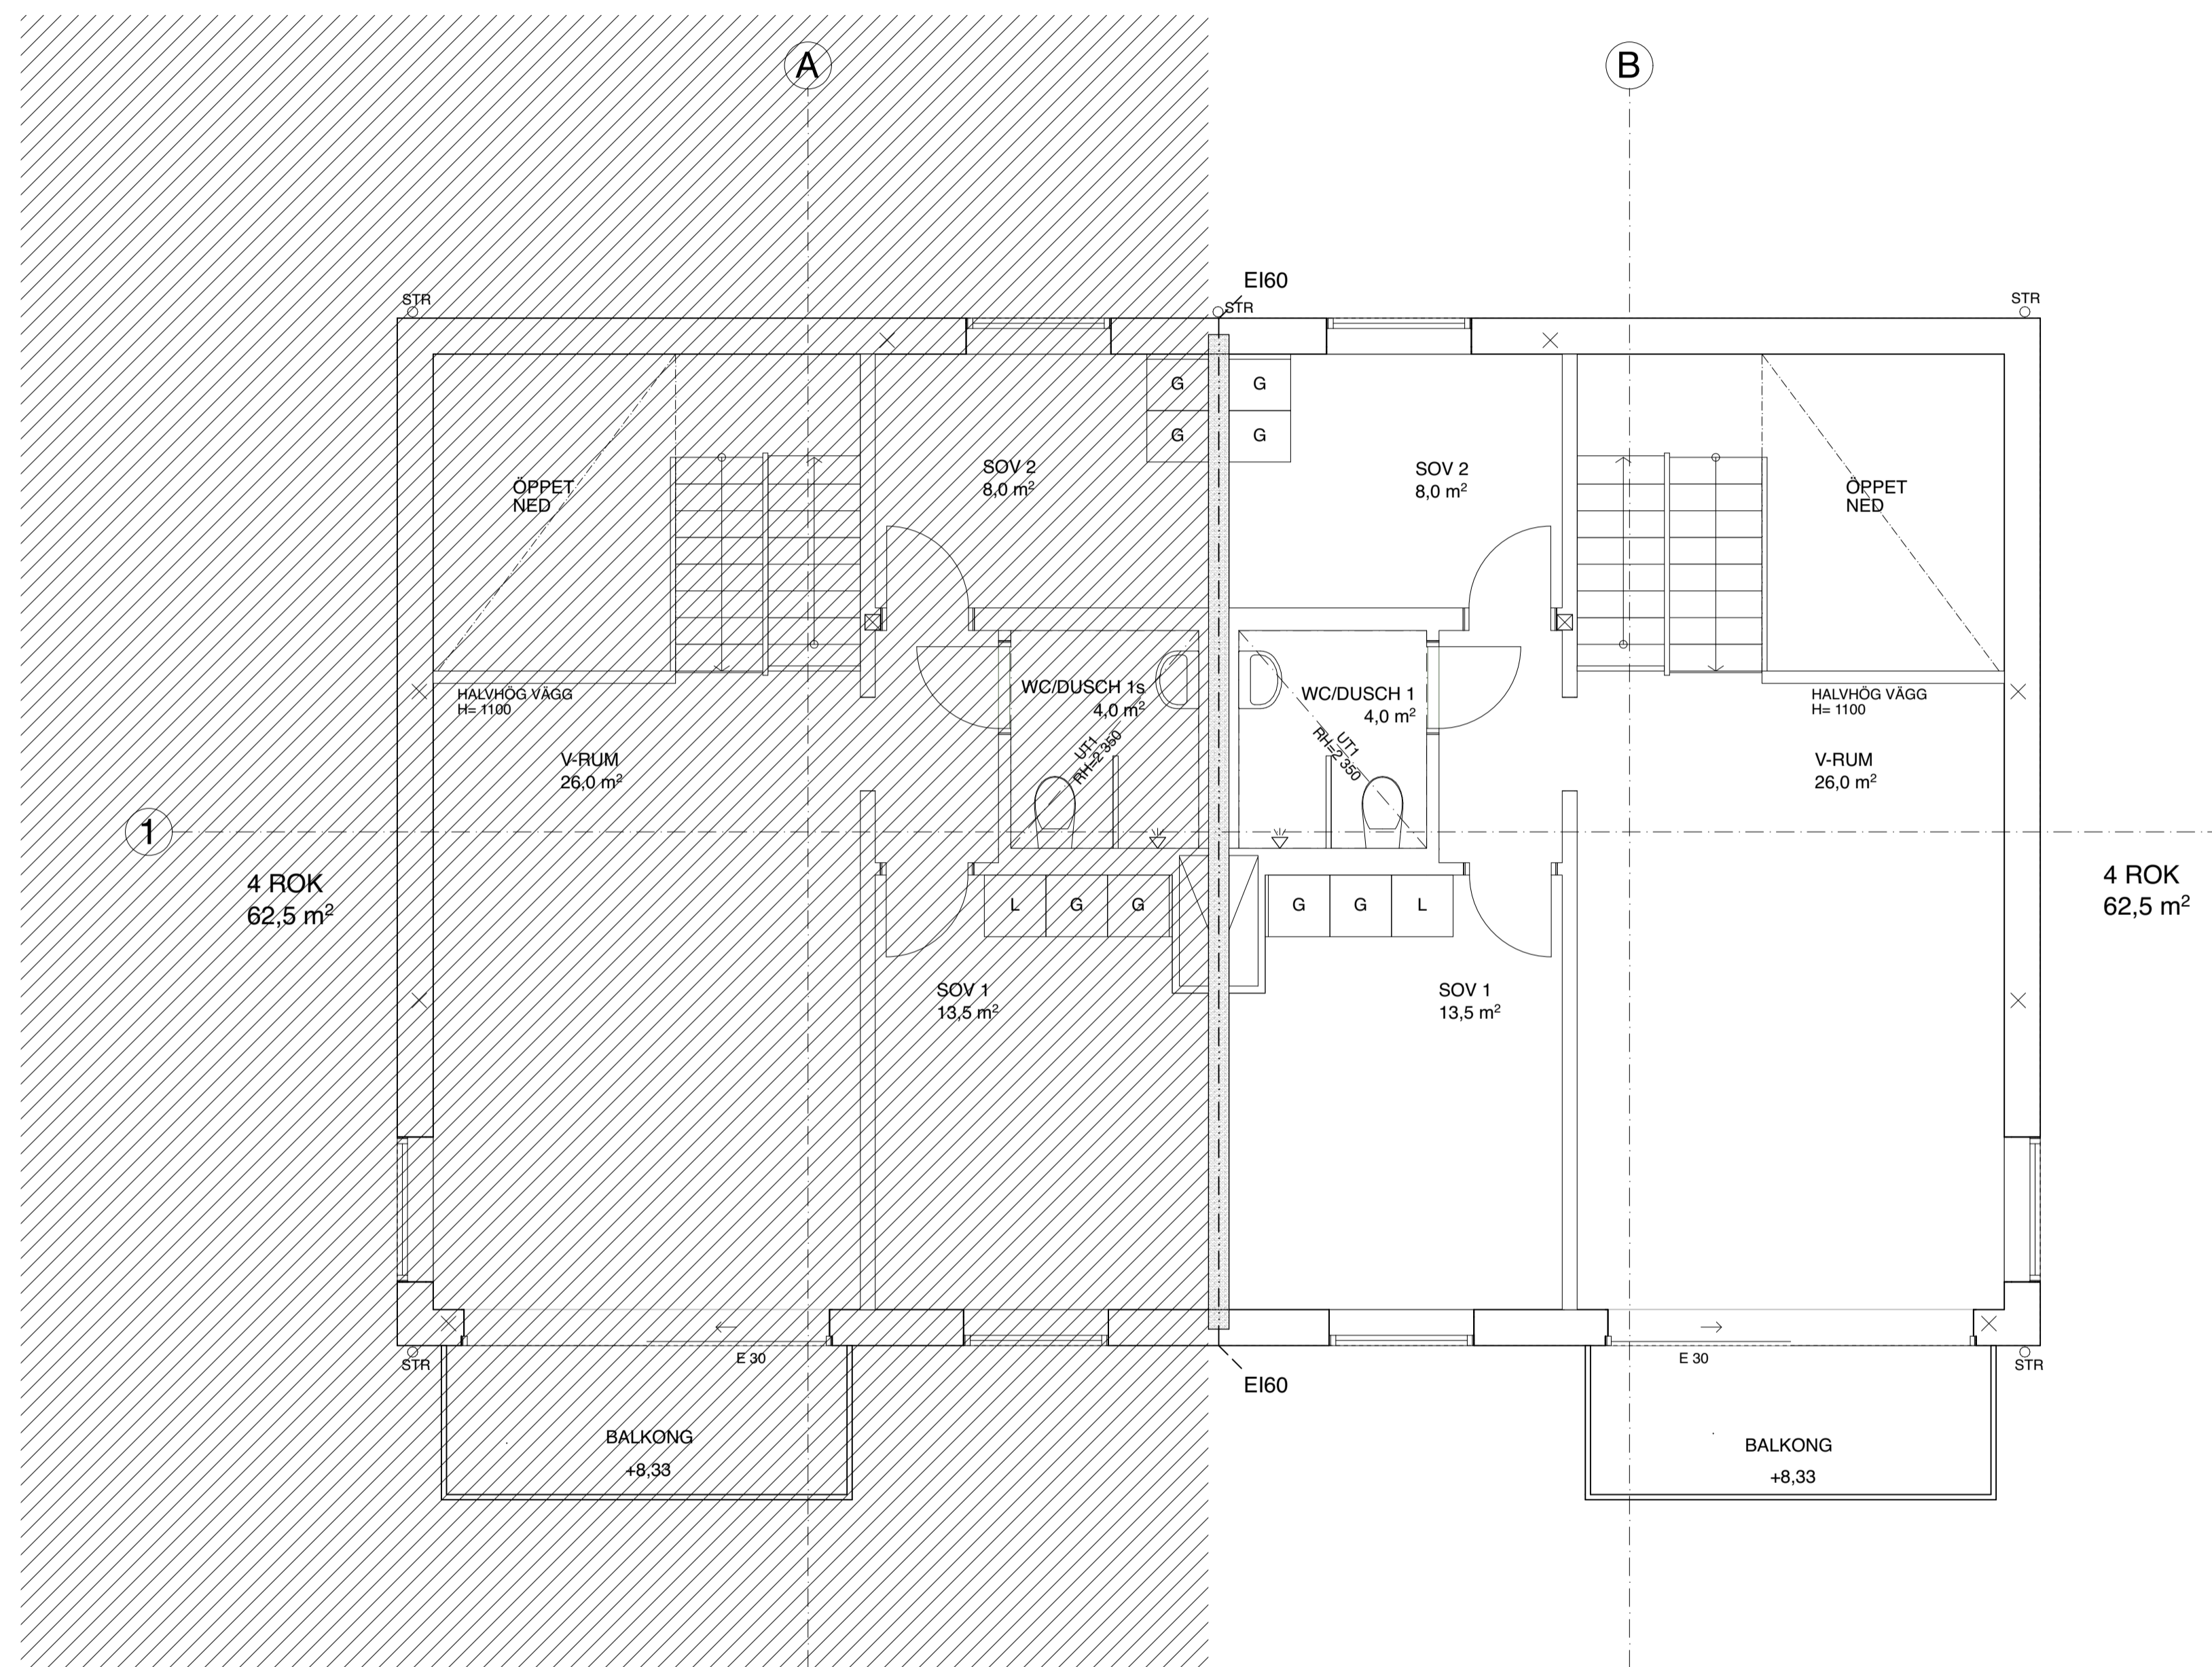 A
B
EI60
STR
STR
STR
G
G
G
G
SOV 2
8,0 m²
SOV 2
8,0 m²
ÖPPET
NED
ÖPPET
NED
HALVHÖG VÄGG
H= 1100
WC/DUSCH 1s
4,0 m²
WC/DUSCH 1
4,0 m²
HALVHÖG VÄGG
H= 1100
UT1
RH=2 350
UT1
RH=2 350
V-RUM
26,0 m²
V-RUM
26,0 m²
1
4 ROK
62,5 m²
4 ROK
62,5 m²
L
G
G
G
G
L
SOV 1
13,5 m²
SOV 1
13,5 m²
STR
E 30
E 30
STR
EI60
BALKONG
+8,33
BALKONG
+8,33